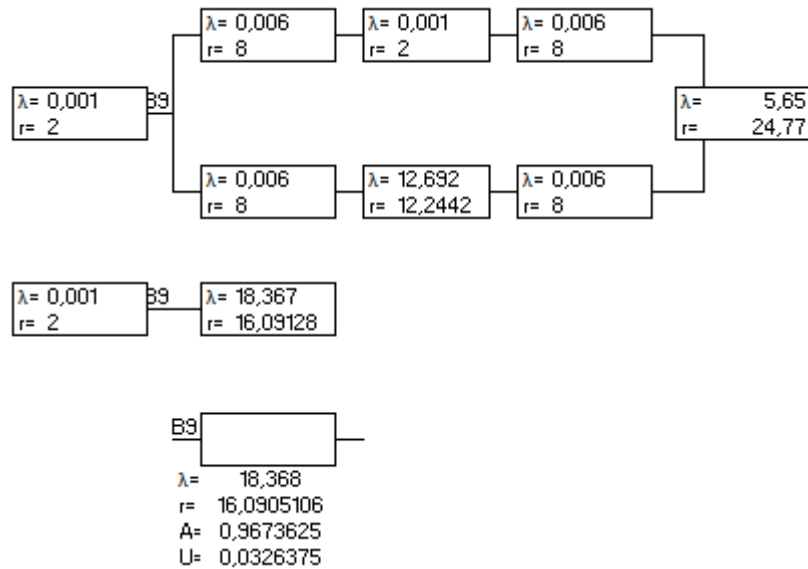 λ= 0,006
r= 8
λ= 0,001
r= 2
λ= 0,006
r= 8
λ= 0,001
r= 2
B9
λ= 5,65
r= 24,77
λ= 0,006
r= 8
λ= 12,692
r= 12,2442
λ= 0,006
r= 8
λ= 0,001
r= 2
B9
λ= 18,367
r= 16,09128
B9
λ= 18,368
r= 16,0905106
A= 0,9673625
U= 0,0326375